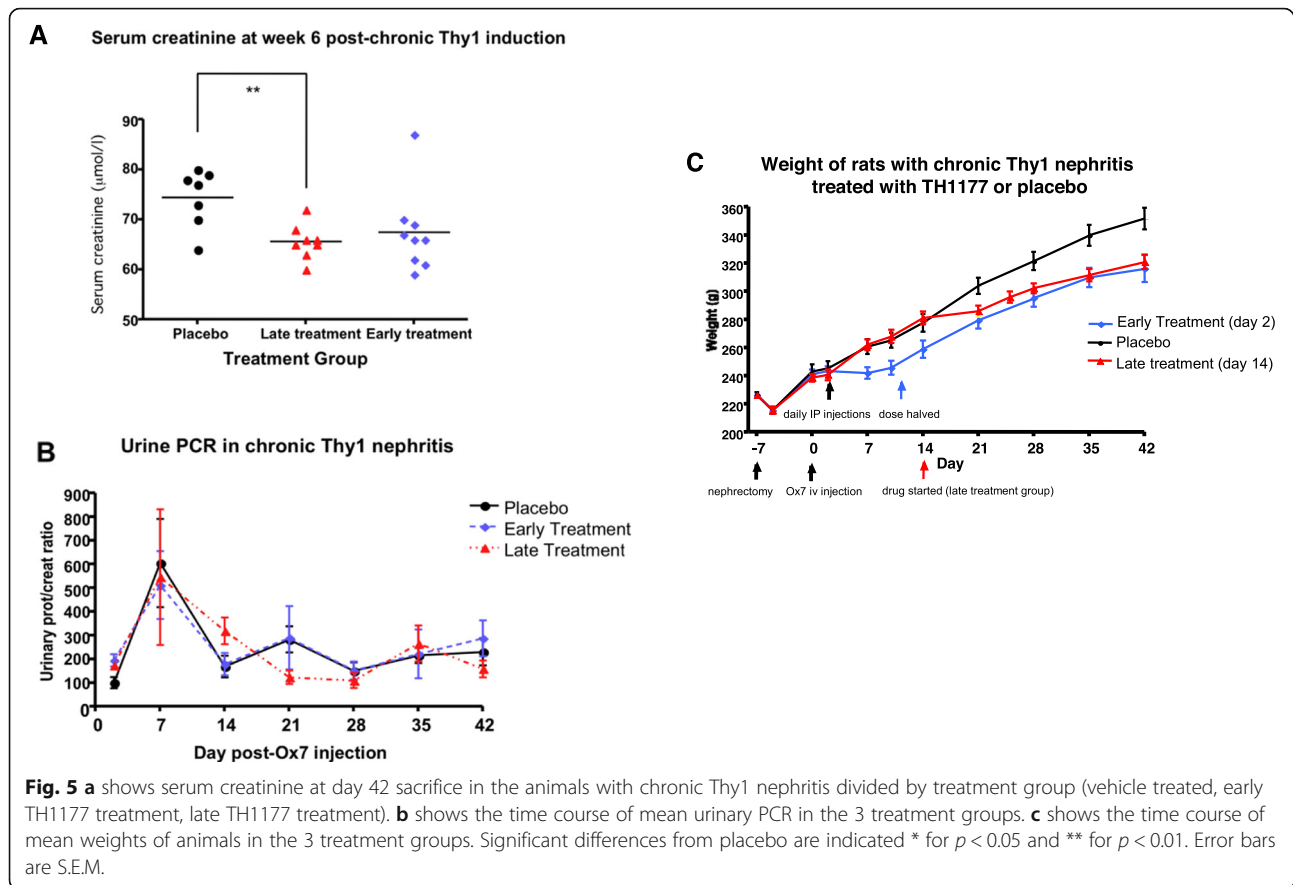 A
Serum creatinine at week 6 post-chronic Thy1 induction
**
Serum creatinine (μmol/l)
90
80
70
60
50
Placebo Late treatment Early treatment
Treatment Group
B
Urine PCR in chronic Thy1 nephritis
Urinary prot/creat ratio
900
800
700
600
500
400
300
200
100
0
0 7 14 21 28 35 42
Day post-Ox7 injection
Placebo
Early Treatment
Late Treatment
C
Weight of rats with chronic Thy1 nephritis
treated with TH1177 or placebo
Weight (g)
360
340
320
300
280
260
240
220
200
daily IP injections dose halved
-7 0 7 14 21 28 35 42
Day
nephrectomy Ox7 iv injection drug started (late treatment group)
Early Treatment (day 2)
Placebo
Late treatment (day 14)
Fig. 5 a shows serum creatinine at day 42 sacrifice in the animals with chronic Thy1 nephritis divided by treatment group (vehicle treated, early
TH1177 treatment, late TH1177 treatment). b shows the time course of mean urinary PCR in the 3 treatment groups. c shows the time course of
mean weights of animals in the 3 treatment groups. Significant differences from placebo are indicated * for p < 0.05 and ** for p < 0.01. Error bars
are S.E.M.